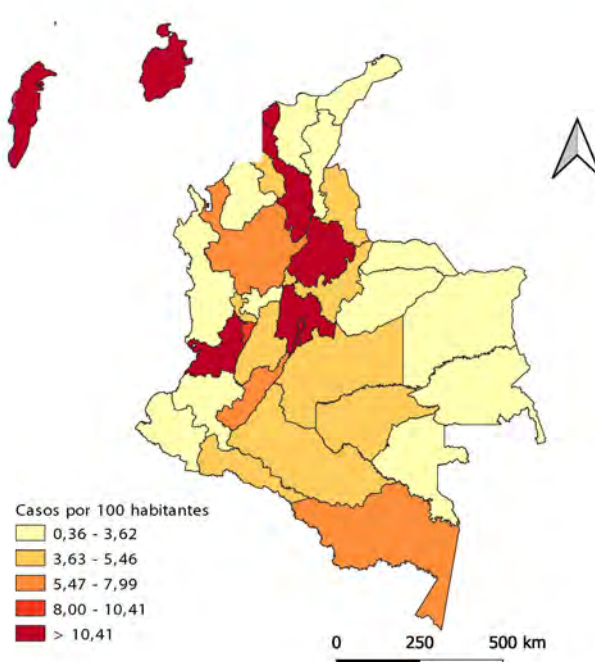 Casos por 100 habitantes
0,36 - 3,62
3,63 - 5,46
5,47 - 7,99
8,00 - 10,41
> 10,41
0 250 500 km